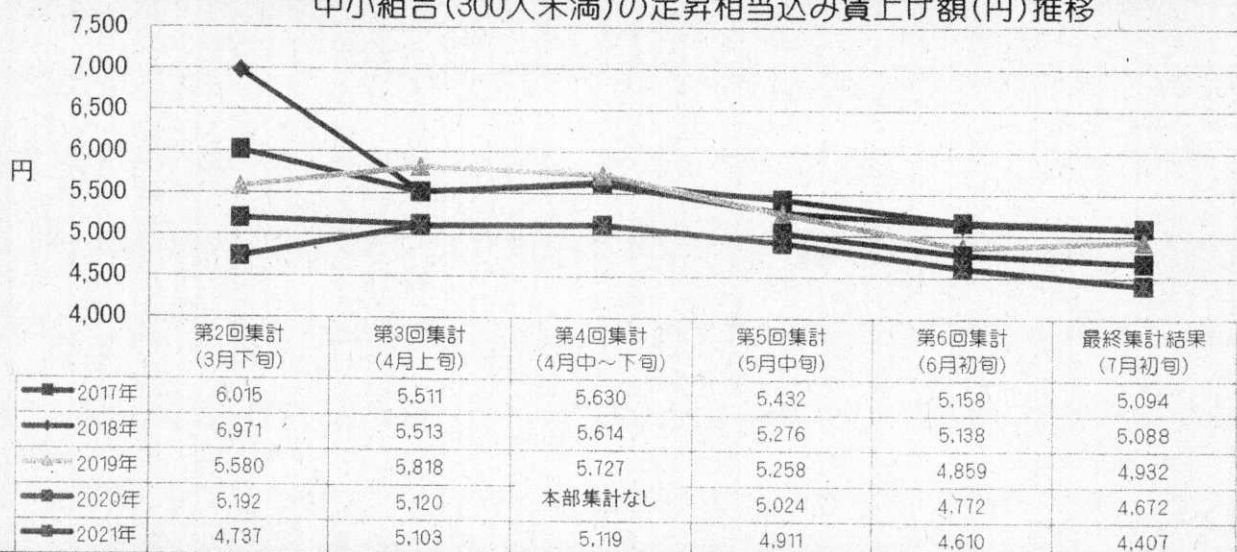 中小組合(300人未満)の定昇相当込み賃上げ額(円)推移
円
7,500
7,000
6,500
6,000
5,500
5,000
4,500
4,000
第2回集計 第3回集計 第4回集計 第5回集計 第6回集計 最終集計結果
(3月下旬) (4月上旬) (4月中～下旬) (5月中旬) (6月初旬) (7月初旬)
2017年 6,015 5,511 5,630 5,432 5,158 5,094
2018年 6,971 5,513 5,614 5,276 5,138 5,088
2019年 5,580 5,818 5,727 5,258 4,859 4,932
2020年 5,192 5,120 本部集計なし 5,024 4,772 4,672
2021年 4,737 5,103 5,119 4,911 4,610 4,407